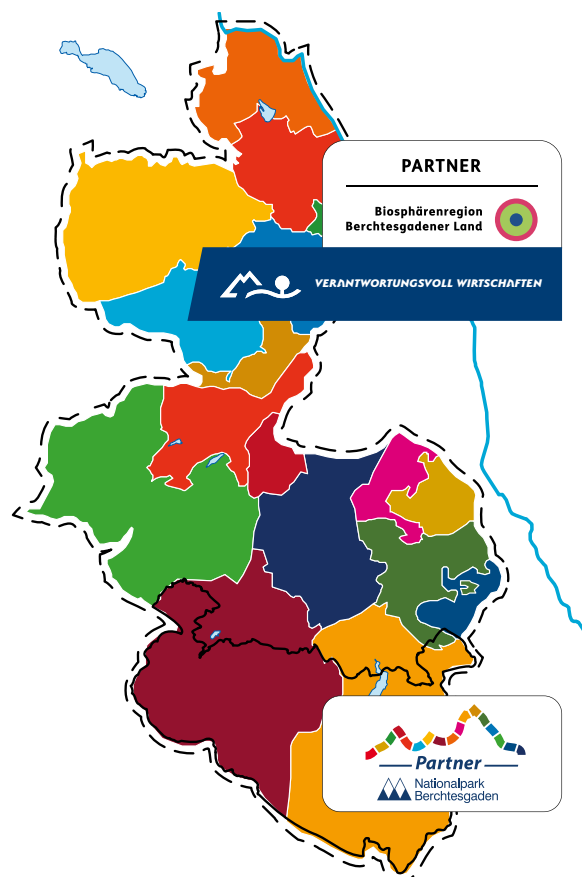 PARTNER
Biosphärenregion
Berchtesgadener Land
VERANTWORTUNGSVOLL WIRTSCHAFTEN
Partner
Nationalpark
Berchtesgaden